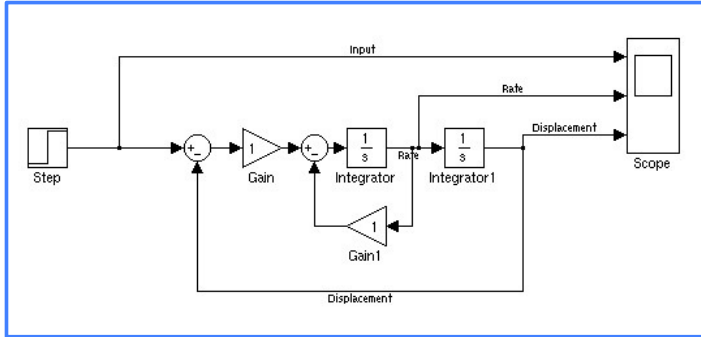 Input
Rate
Displacement
+
-
1
+
-
1
s
Rate
1
s
Step
Gain
Integrator
Integrator1
Scope
1
Gain1
Displacement